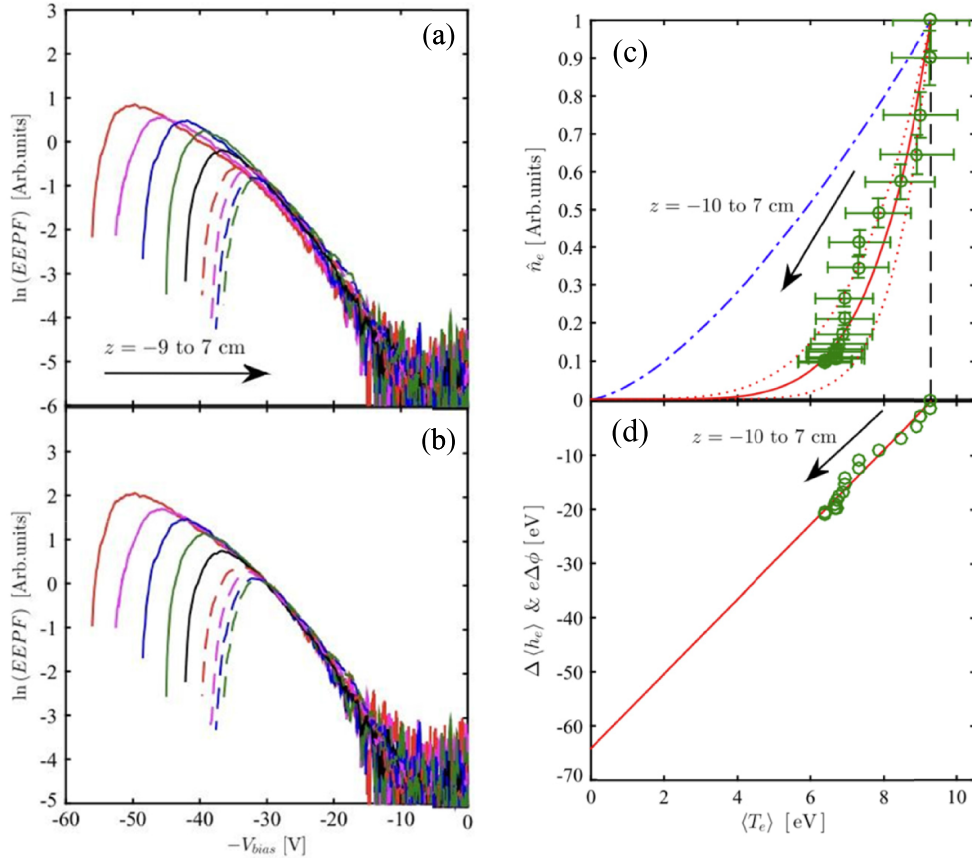 (a)
2
1
0
-1
-2
-3
-4
-5
-6
ln (EEPF) [Arb.units]
z = −9 to 7 cm
(b)
3
2
1
0
-1
-2
-3
-4
-5
ln (EEPF) [Arb.units]
-60 -50 -40 -30 -20 -10 0
−V_bias [V]
(c)
1
0.9
0.8
0.7
0.6
0.5
0.4
0.3
0.2
0.1
0
n̂_e [Arb.units]
z = −10 to 7 cm
(d)
-10
-20
-30
-40
-50
-60
-70
Δ ⟨h_e⟩ & eΔϕ [eV]
z = −10 to 7 cm
0 2 4 6 8 10
⟨T_e⟩ [eV]